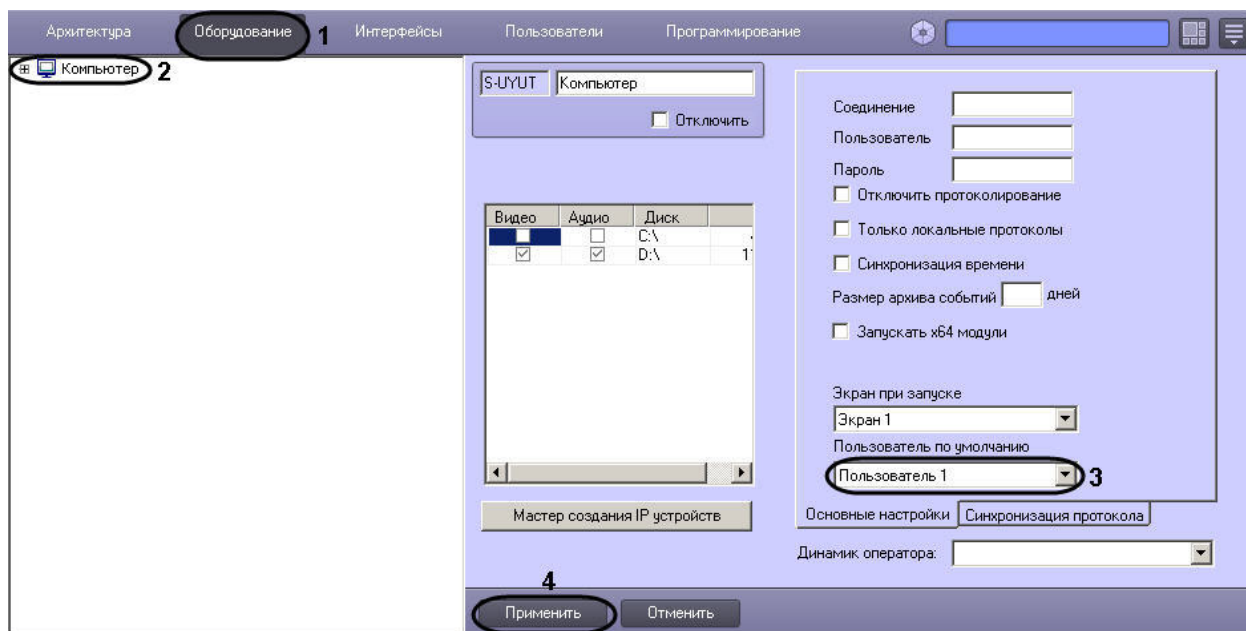 Архитектура Оборудование 1 Интерфейсы Пользователи Программирование
Компьютер 2
S-UYUT Компьютер
Отключить
Видео Аудио Диск
C:\
D:\ 1
Мастер создания IP устройств
Соединение
Пользователь
Пароль
Отключить протоколирование
Только локальные протоколы
Синхронизация времени
Размер архива событий дней
Запускать x64 модули
Экран при запуске
Экран 1
Пользователь по умолчанию
Пользователь 1 3
Основные настройки Синхронизация протокола
Динамик оператора:
4
Применить Отменить